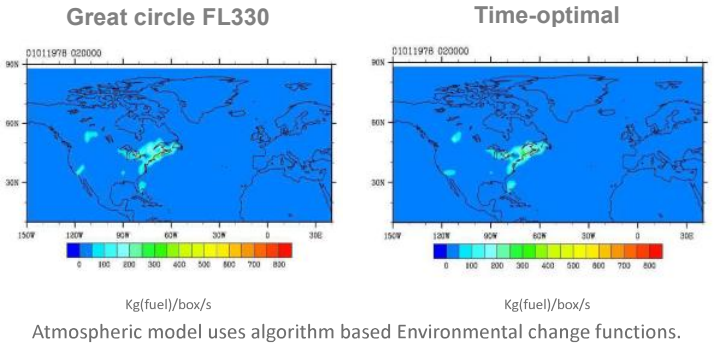 Great circle FL330
Time-optimal
01011978 020000
01011978 020000
90N
60N
30N
150W 120W 90W 60W 30W 0 30E
0 100 200 300 400 500 600 700 800
90N
60N
30N
150W 120W 90W 60W 30W 0 30E
0 100 200 300 400 500 600 700 800
Kg(fuel)/box/s
Kg(fuel)/box/s
Atmospheric model uses algorithm based Environmental change functions.